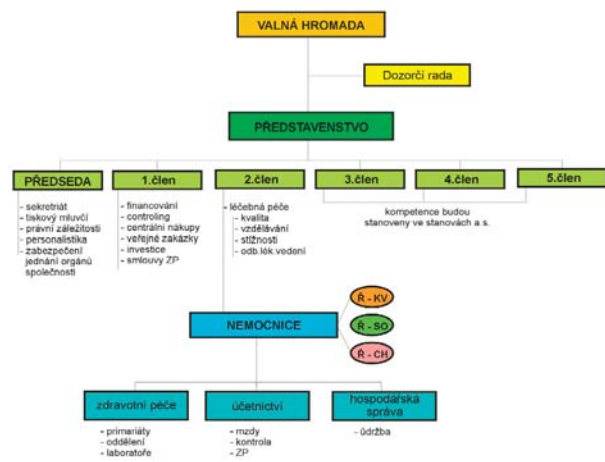 VALNÁ HROMADA
Dozorčí rada
PŘEDSTAVENSTVO
PŘEDSEDA
1.člen
2.člen
3.člen
4.člen
5.člen
- sekretriát
- tiskový mluvčí
- právní záležitosti
- personalistika
- zabezpečení
jednání orgánů
společnosti
- financování
- controling
- centrální nákupy
- veřejné zakázky
- investice
- smlouvy ZP
- léčebná péče
- kvalita
- vzdělávání
- stížnosti
- odb.lék.vedení
kompetence budou
stanoveny ve stanovách a.s.
NEMOCNICE
Ř - KV
Ř - SO
Ř - CH
zdravotní péče
účetnictví
hospodářská
správa
- primariáty
- oddělení
- laboratoře
- mzdy
- kontrola
- ZP
- údržba